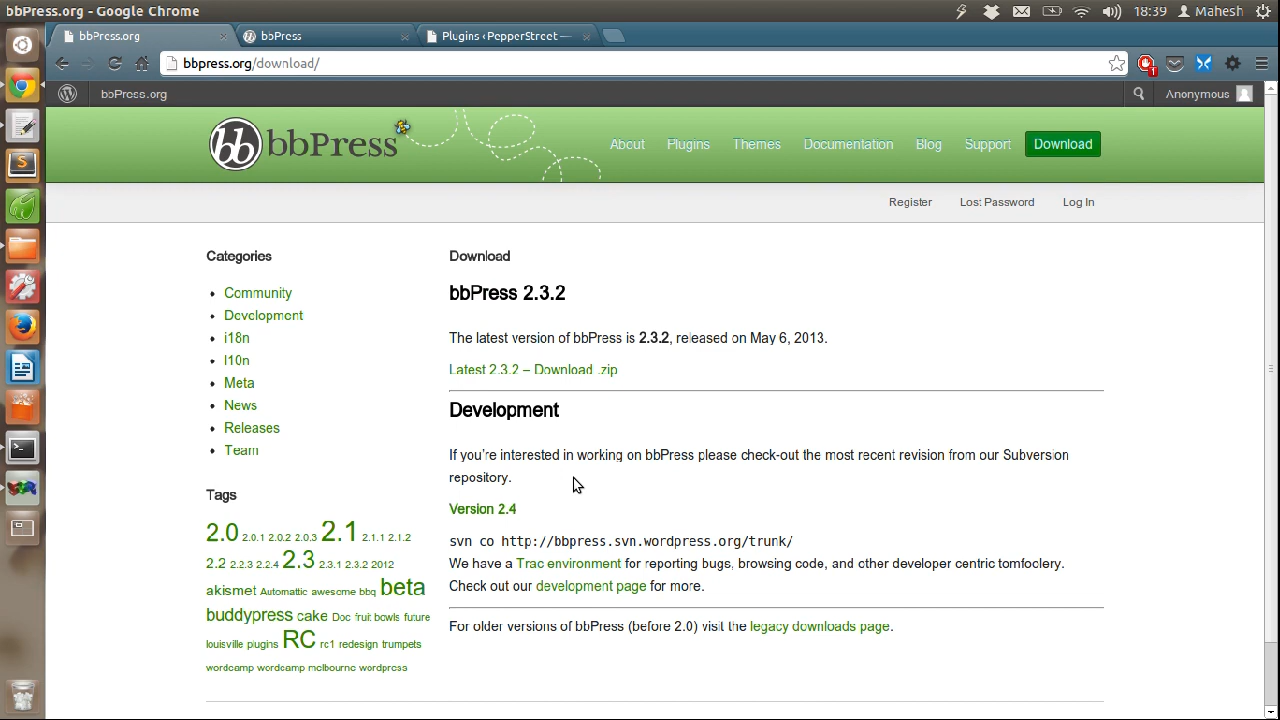 bbPress.org - Google Chrome
18:39 Mahesh
bbPress.org
bbPress
Plugins ‹ PepperStreet —
bbpress.org/download/
1
bbPress.org
Anonymous
bb bbPress
About Plugins Themes Documentation Blog Support Download
Register Lost Password Log In
Categories
Community
Development
i18n
l10n
Meta
News
Releases
Team
Tags
2.0 2.0.1 2.0.2 2.0.3 2.1 2.1.1 2.1.2
2.2 2.2.3 2.2.4 2.3 2.3.1 2.3.2 2012
akismet Automattic awesome bbq beta
buddypress cake Doc fruit bowls future
louisville plugins RC rc1 redesign trumpets
wordcamp wordcamp melbourne wordpress
Download
bbPress 2.3.2
The latest version of bbPress is 2.3.2, released on May 6, 2013.
Latest 2.3.2 – Download .zip
Development
If you're interested in working on bbPress please check-out the most recent revision from our Subversion
repository.
Version 2.4
svn co http://bbpress.svn.wordpress.org/trunk/
We have a Trac environment for reporting bugs, browsing code, and other developer centric tomfoclery.
Check out our development page for more.
For older versions of bbPress (before 2.0) visit the legacy downloads page.